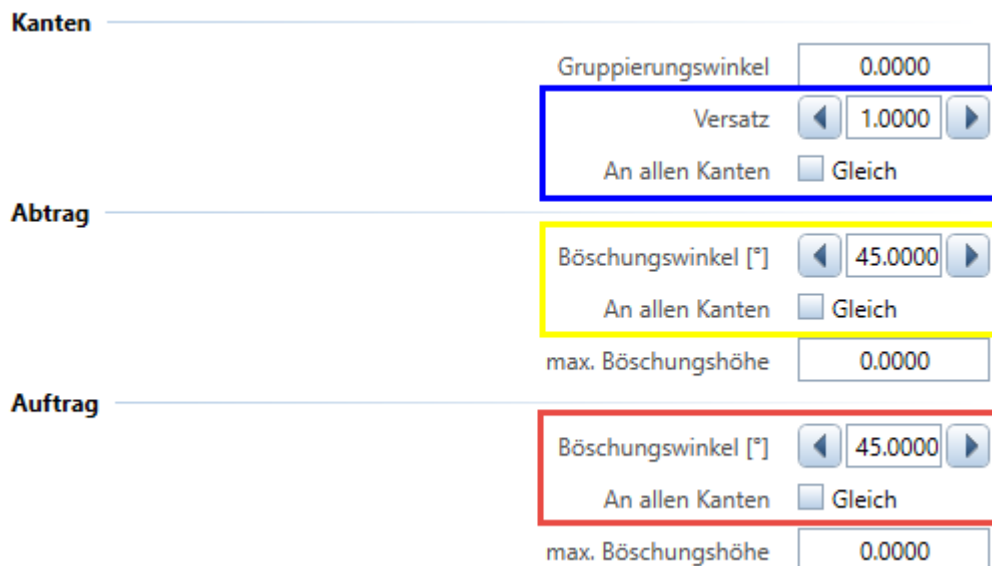 Kanten
Gruppierungswinkel 0.0000
Versatz 1.0000
An allen Kanten Gleich
Abtrag
Böschungswinkel [°] 45.0000
An allen Kanten Gleich
max. Böschungshöhe 0.0000
Auftrag
Böschungswinkel [°] 45.0000
An allen Kanten Gleich
max. Böschungshöhe 0.0000